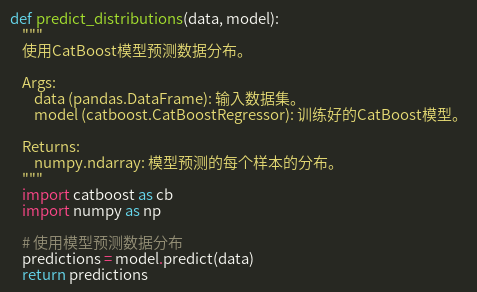 def predict_distributions(data, model):
"""
使用CatBoost模型预测数据分布。
Args:
data (pandas.DataFrame): 输入数据集。
model (catboost.CatBoostRegressor): 训练好的CatBoost模型。
Returns:
numpy.ndarray: 模型预测的每个样本的分布。
"""
import catboost as cb
import numpy as np
# 使用模型预测数据分布
predictions = model.predict(data)
return predictions